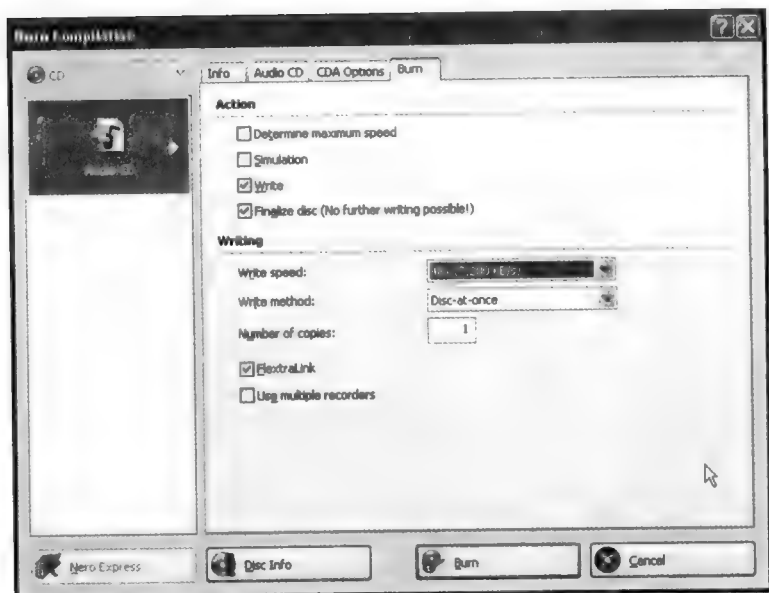 Nero Compilation
CD
Info Audio CD CDA Options Burn
Action
Determine maximum speed
Simulation
Write
Finalize disc (No further writing possible!)
Writing
Write speed:
Write method: Disc-at-once
Number of copies: 1
FlextraLink
Use multiple recorders
Nero Express Disc Info Burn Cancel